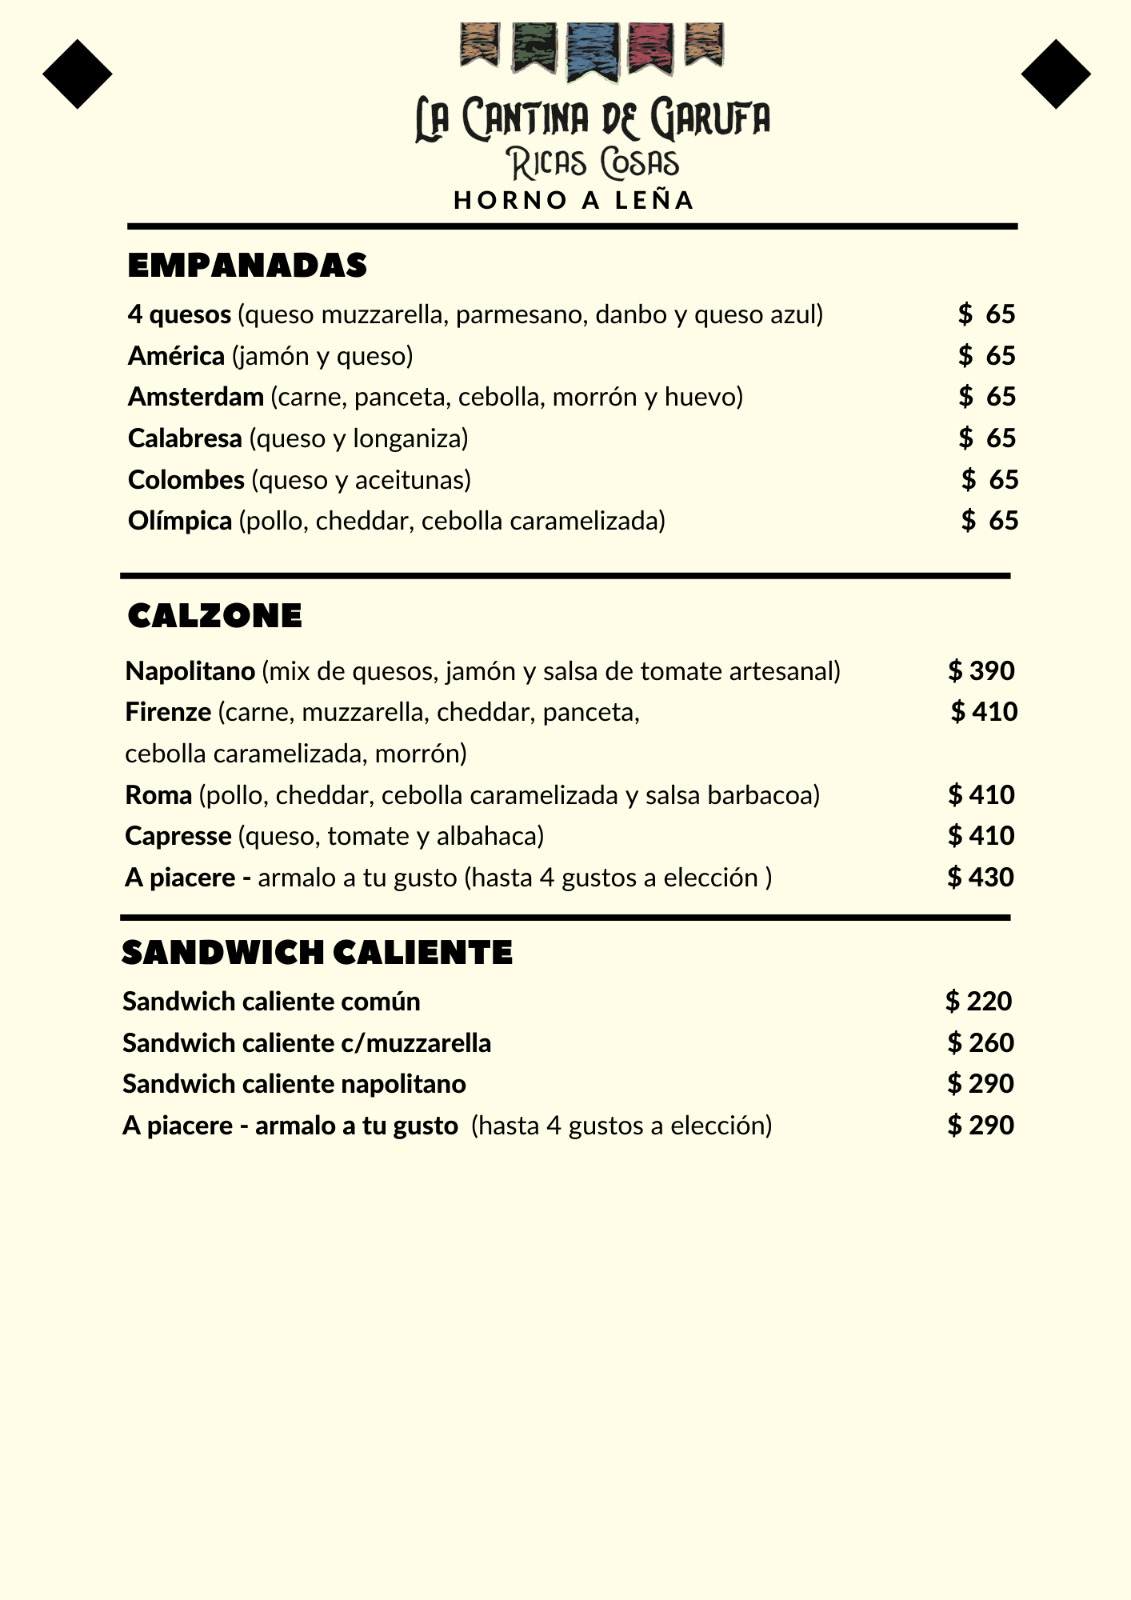 La Cantina de Garufa
Ricas Cosas
HORNO A LEÑA
EMPANADAS
4 quesos (queso muzzarella, parmesano, danbo y queso azul) $ 65
América (jamón y queso) $ 65
Amsterdam (carne, panceta, cebolla, morrón y huevo) $ 65
Calabresa (queso y longaniza) $ 65
Colombes (queso y aceitunas) $ 65
Olímpica (pollo, cheddar, cebolla caramelizada) $ 65
CALZONE
Napolitano (mix de quesos, jamón y salsa de tomate artesanal) $ 390
Firenze (carne, muzzarella, cheddar, panceta, $ 410
cebolla caramelizada, morrón)
Roma (pollo, cheddar, cebolla caramelizada y salsa barbacoa) $ 410
Capresse (queso, tomate y albahaca) $ 410
A piacere - armalo a tu gusto (hasta 4 gustos a elección ) $ 430
SANDWICH CALIENTE
Sandwich caliente común $ 220
Sandwich caliente c/muzzarella $ 260
Sandwich caliente napolitano $ 290
A piacere - armalo a tu gusto (hasta 4 gustos a elección) $ 290